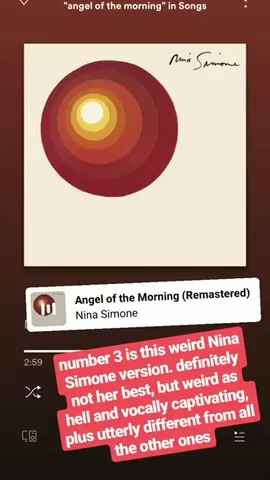 "angel of the morning" in Songs
Nina Simone
Angel of the Morning (Remastered)
Nina Simone
2:59
number 3 is this weird Nina
Simone version. definitely
not her best, but weird as
hell and vocally captivating,
plus utterly different from all
the other ones